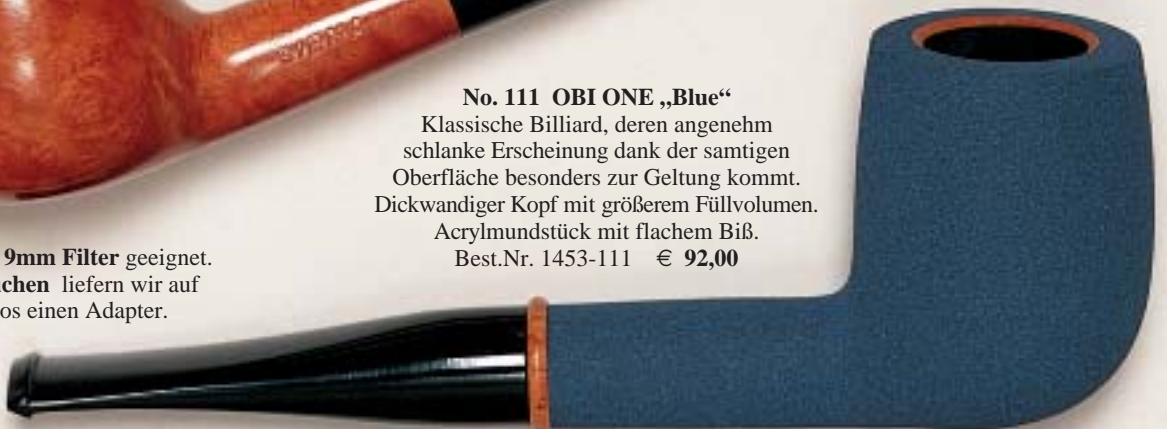 No. 111 OBI ONE „Blue“
Klassische Billiard, deren angenehm
schlanke Erscheinung dank der samtigen
Oberfläche besonders zur Geltung kommt.
Dickwandiger Kopf mit größerem Füllvolumen.
Acrylmundstück mit flachem Biß.
Best.Nr. 1453-111 € 92,00
9mm Filter geeignet.
chen liefern wir auf
os einen Adapter.